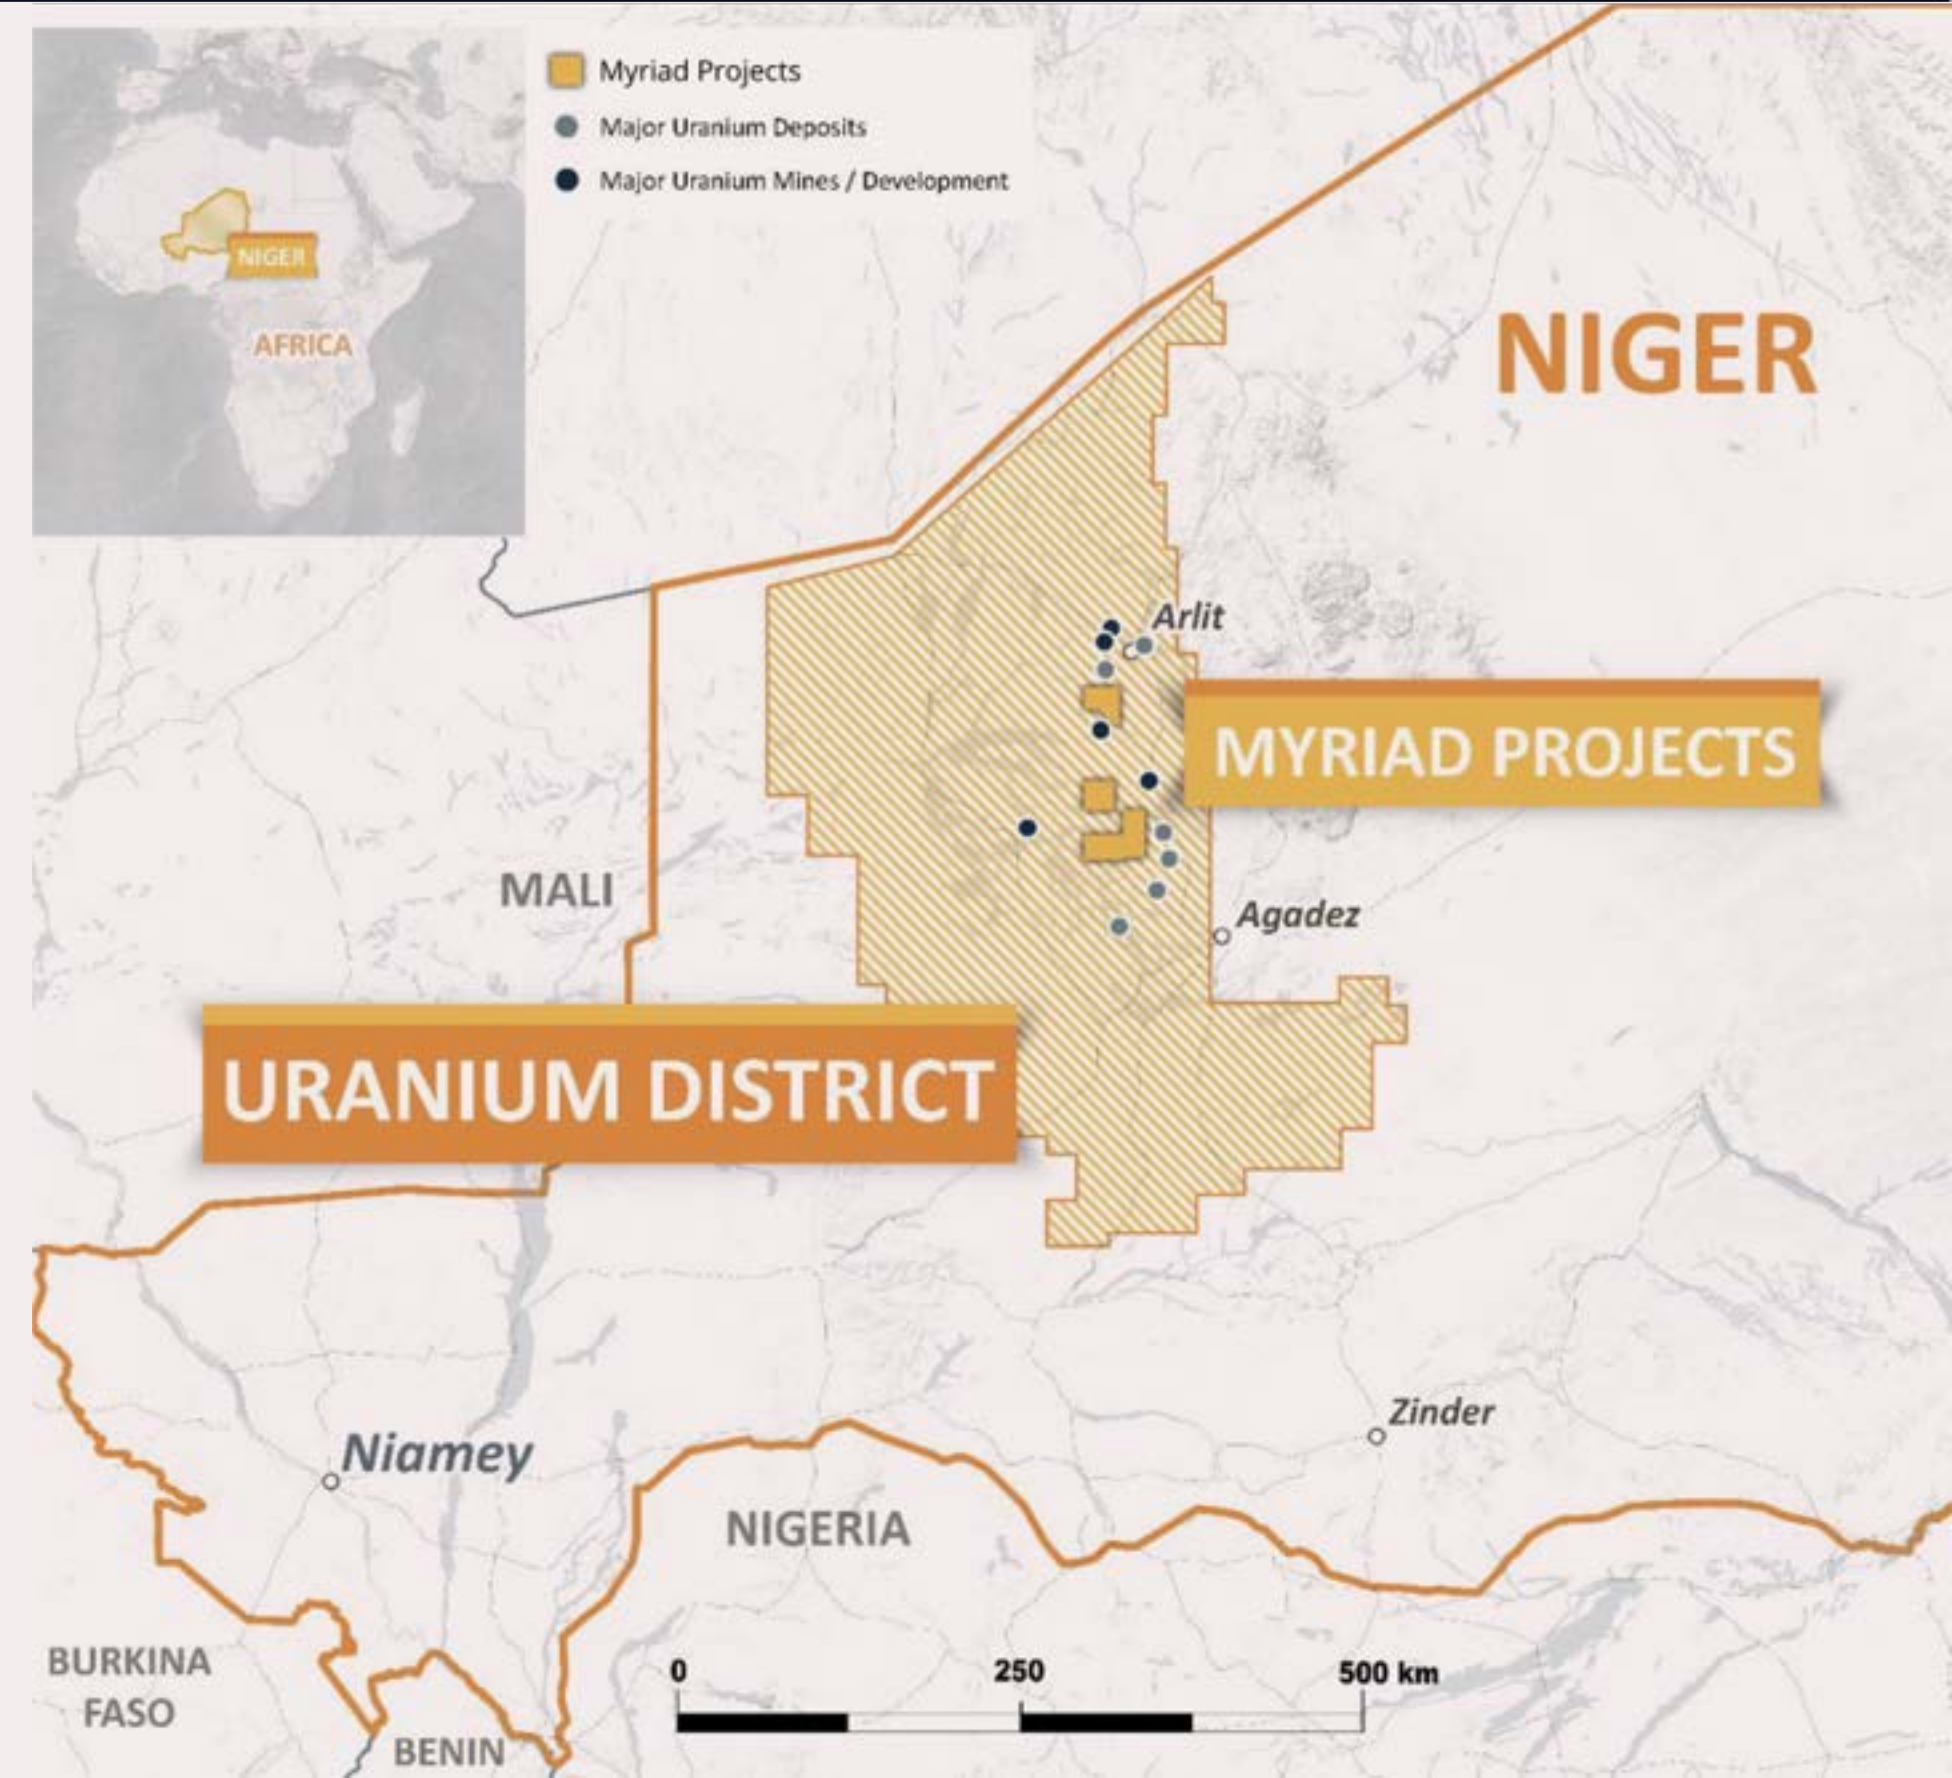 Myriad Projects
Major Uranium Deposits
Major Uranium Mines / Development
NIGER
AFRICA
NIGER
Arlit
MYRIAD PROJECTS
MALI
Agadez
URANIUM DISTRICT
Zinder
Niamey
NIGERIA
BURKINA
FASO
BENIN
0 250 500 km